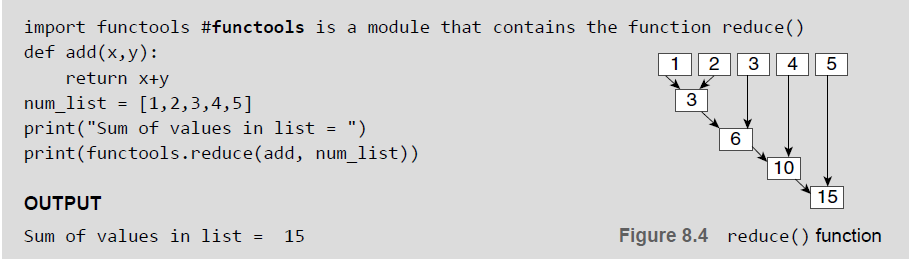 import functools #functools is a module that contains the function reduce()
def add(x,y):
    return x+y
num_list = [1,2,3,4,5]
print("Sum of values in list = ")
print(functools.reduce(add, num_list))
1 2 3 4 5
3
6
10
15
OUTPUT
Sum of values in list = 15
Figure 8.4 reduce() function